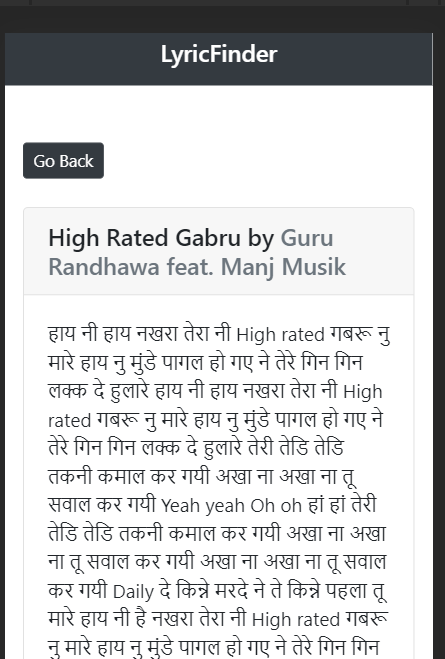 LyricFinder
Go Back
High Rated Gabru by Guru
Randhawa feat. Manj Musik
हाय नी हाय नखरा तेरा नी High rated गबरू नु
मारे हाय नु मुंडे पागल हो गए ने तेरे गिन गिन
लक्क दे हुलारे हाय नी हाय नखरा तेरा नी High
rated गबरू नु मारे हाय नु मुंडे पागल हो गए ने
तेरे गिन गिन लक्क दे हुलारे तेरी तेडि तेडि
तकनी कमाल कर गयी अखा ना अखा ना तू
सवाल कर गयी Yeah yeah Oh oh हां हां तेरी
तेडि तेडि तकनी कमाल कर गयी अखा ना अखा
ना तू सवाल कर गयी अखा ना अखा ना तू सवाल
कर गयी Daily दे किन्ने मरदे ने ते किन्ने पहला तू
मारे हाय नी है नखरा तेरा नी High rated गबरू
नु मारे हाय नु मुंडे पागल हो गए ने तेरे गिन गिन